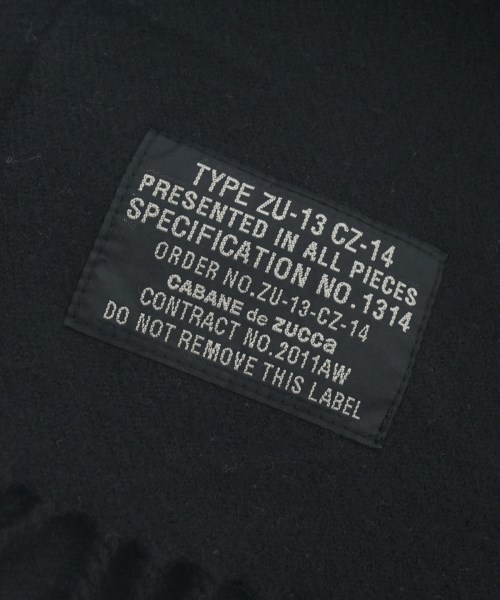 TYPE ZU-13 CZ-14
PRESENTED IN ALL PIECES
SPECIFICATION NO.1314
ORDER NO.ZU-13-CZ-14
CABANE de zucca
CONTRACT NO.2011AW
DO NOT REMOVE THIS LABEL